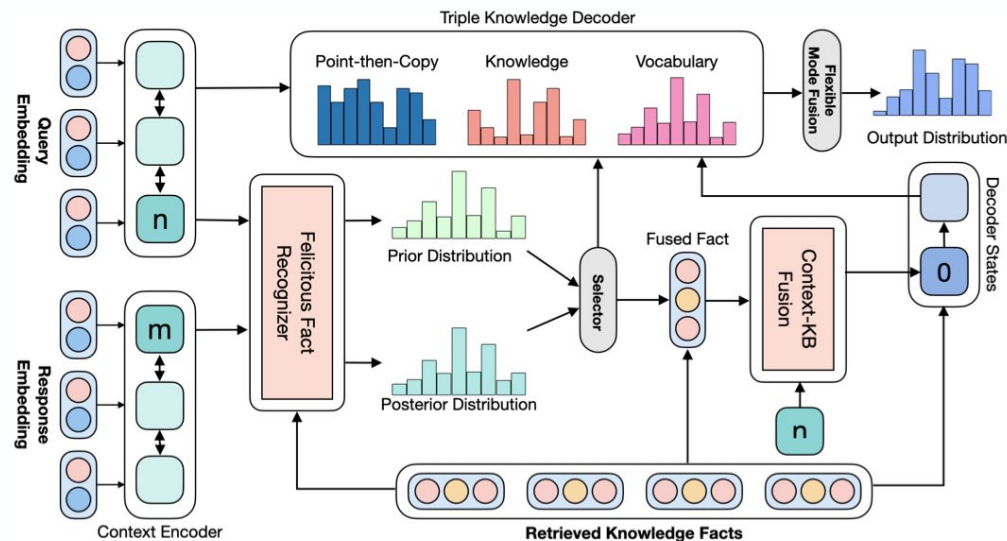 Triple Knowledge Decoder
Point-then-Copy
Knowledge
Vocabulary
Flexible
Mode Fusion
Output Distribution
Query
Embedding
n
Felicitous Fact
Recognizer
Prior Distribution
Selector
Fused Fact
Context-KB
Fusion
0
Decoder States
Response
Embedding
m
Posterior Distribution
n
Context Encoder
Retrieved Knowledge Facts